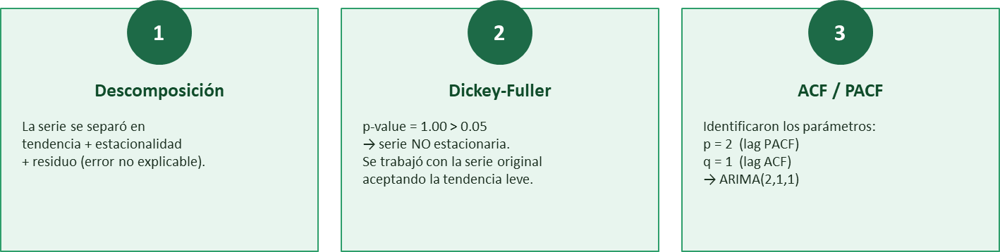 1
Descomposición
La serie se separó en
tendencia + estacionalidad
+ residuo (error no explicable).
2
Dickey-Fuller
p-value = 1.00 > 0.05
→ serie NO estacionaria.
Se trabajó con la serie original
aceptando la tendencia leve.
3
ACF / PACF
Identificaron los parámetros:
p = 2  (lag PACF)
q = 1  (lag ACF)
→ ARIMA(2,1,1)